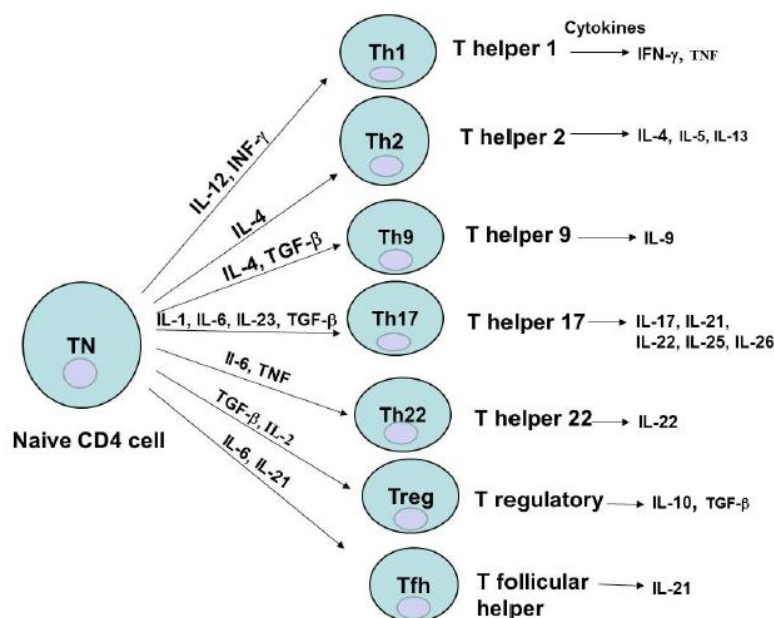 Cytokines
Th1
T helper 1
IFN-γ, TNF
IL-12, INF-γ
Th2
T helper 2
IL-4, IL-5, IL-13
IL-4
Th9
T helper 9
IL-9
IL-4, TGF-β
IL-1, IL-6, IL-23, TGF-β
Th17
T helper 17
IL-17, IL-21,
IL-22, IL-25, IL-26
TN
Naive CD4 cell
Il-6, TNF
Th22
T helper 22
IL-22
TGF-β, IL-2
Treg
T regulatory
IL-10, TGF-β
IL-6, IL-21
Tfh
T follicular
helper
IL-21